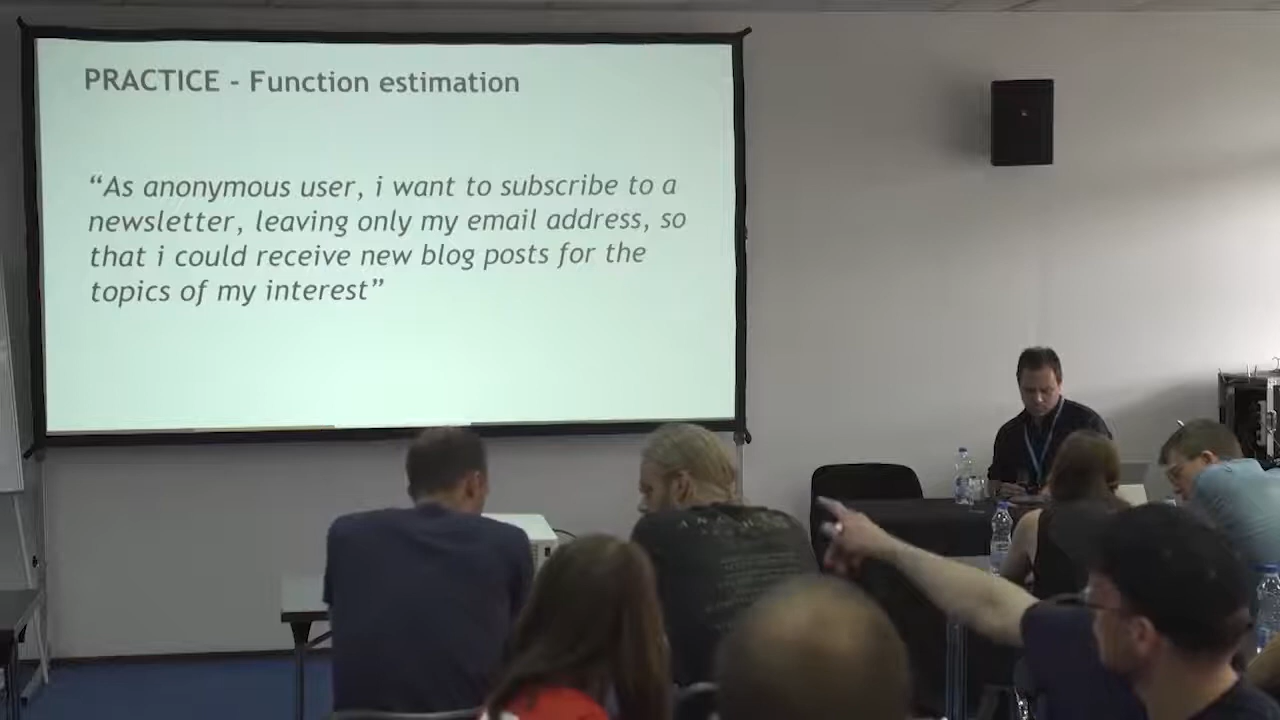 PRACTICE - Function estimation
“As anonymous user, i want to subscribe to a
newsletter, leaving only my email address, so
that i could receive new blog posts for the
topics of my interest”